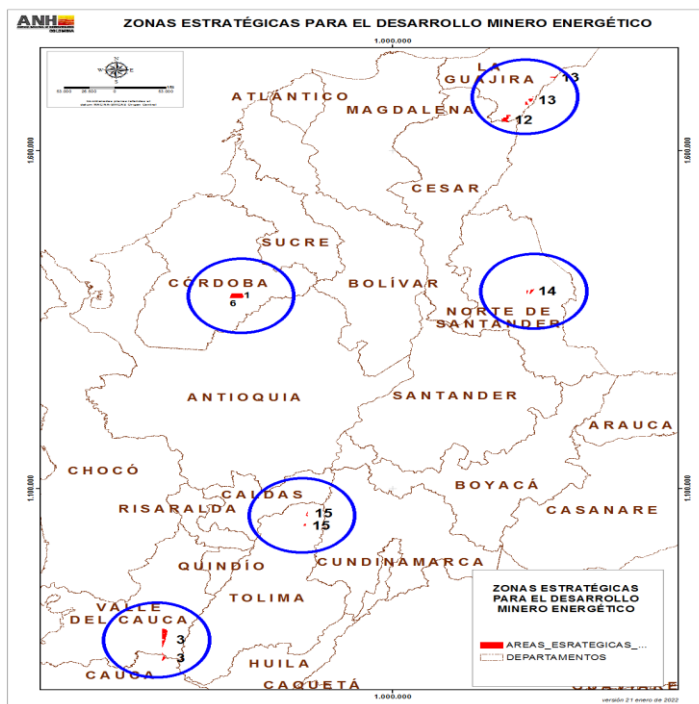 ANH
ZONAS ESTRATÉGICAS PARA EL DESARROLLO MINERO ENERGÉTICO
1.000.000
N
LA
GUAJIRA
13
ATLÁNTICO
13
MAGDALENA
12
1.600.000
1.600.000
CESAR
SUCRE
CÓRDOBA
BOLÍVAR
1
6
14
NORTE DE
SANTANDER
ANTIOQUIA
SANTANDER
ARAUCA
CHOCÓ
BOYACÁ
1.100.000
1.100.000
CALDAS
RISARALDA
15
15
CASANARE
QUINDÍO
CUNDINAMARCA
TOLIMA
VALLE
DEL CAUCA
3
3
HUILA
CAUCA
CAQUETÁ
ZONAS ESTRATÉGICAS
PARA EL DESARROLLO
MINERO ENERGÉTICO
AREAS_ESRATEGICAS_...
DEPARTAMENTOS
1.000.000
versión 21 enero de 2022